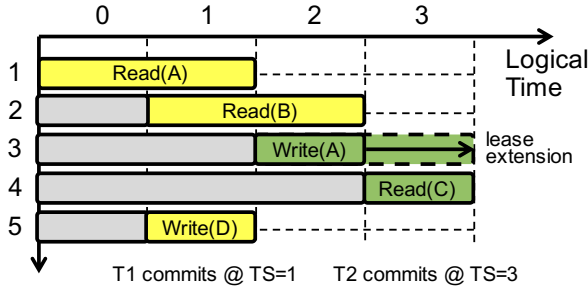 0 1 2 3
Logical
Time
1 Read(A)
2 Read(B)
3 Write(A)
lease
extension
4 Read(C)
5 Write(D)
T1 commits @ TS=1 T2 commits @ TS=3